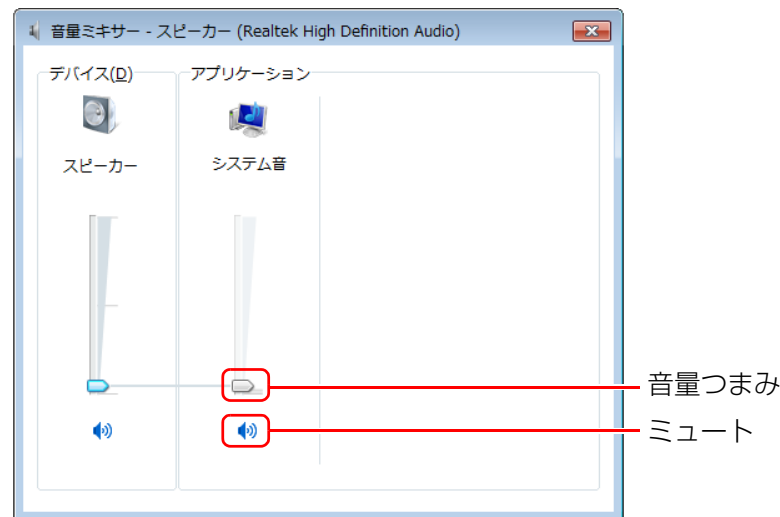 音量ミキサー - スピーカー (Realtek High Definition Audio)
デバイス(D) アプリケーション
スピーカー システム音
音量つまみ
ミュート